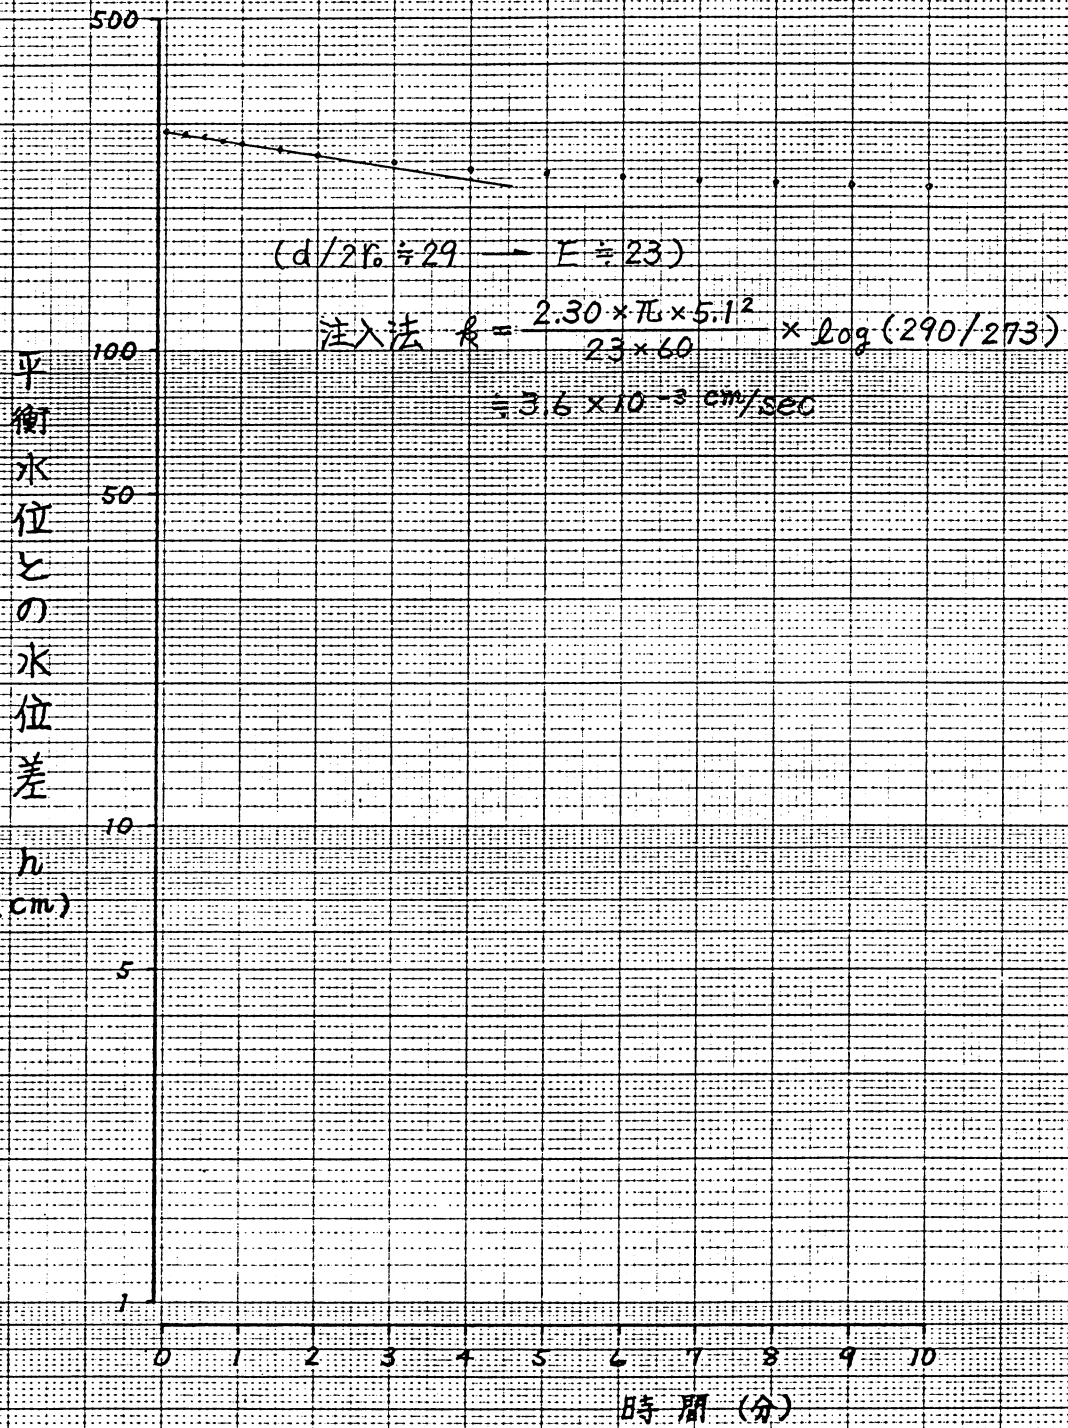 500
(d/2r₀≒29 → E≒23)
注入法 k = 2.30×π×5.1² / 23×60 × log(290/273)
≒3.6×10⁻³ cm/sec
100
50
10
5
1
平衡水位との水位差 h (cm)
0 1 2 3 4 5 6 7 8 9 10
時間 (分)